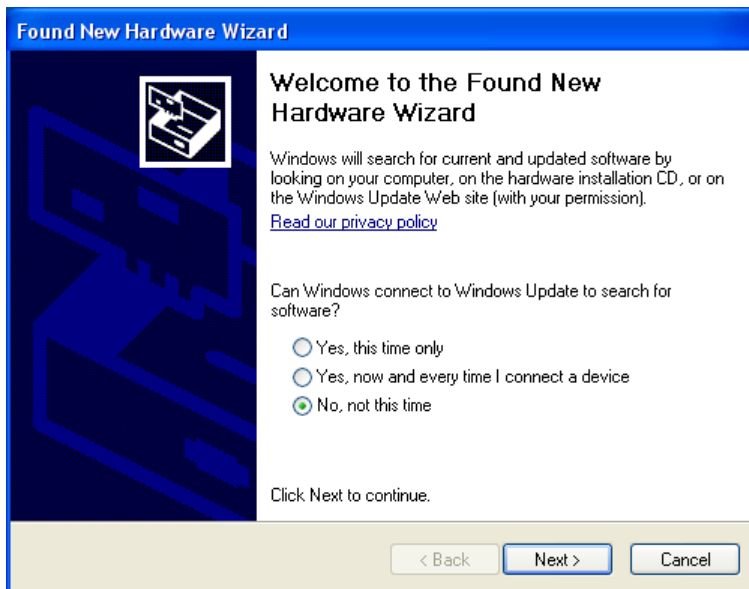 Found New Hardware Wizard
Welcome to the Found New
Hardware Wizard
Windows will search for current and updated software by
looking on your computer, on the hardware installation CD, or on
the Windows Update Web site (with your permission).
Read our privacy policy
Can Windows connect to Windows Update to search for
software?
Yes, this time only
Yes, now and every time I connect a device
No, not this time
Click Next to continue.
< Back Next > Cancel